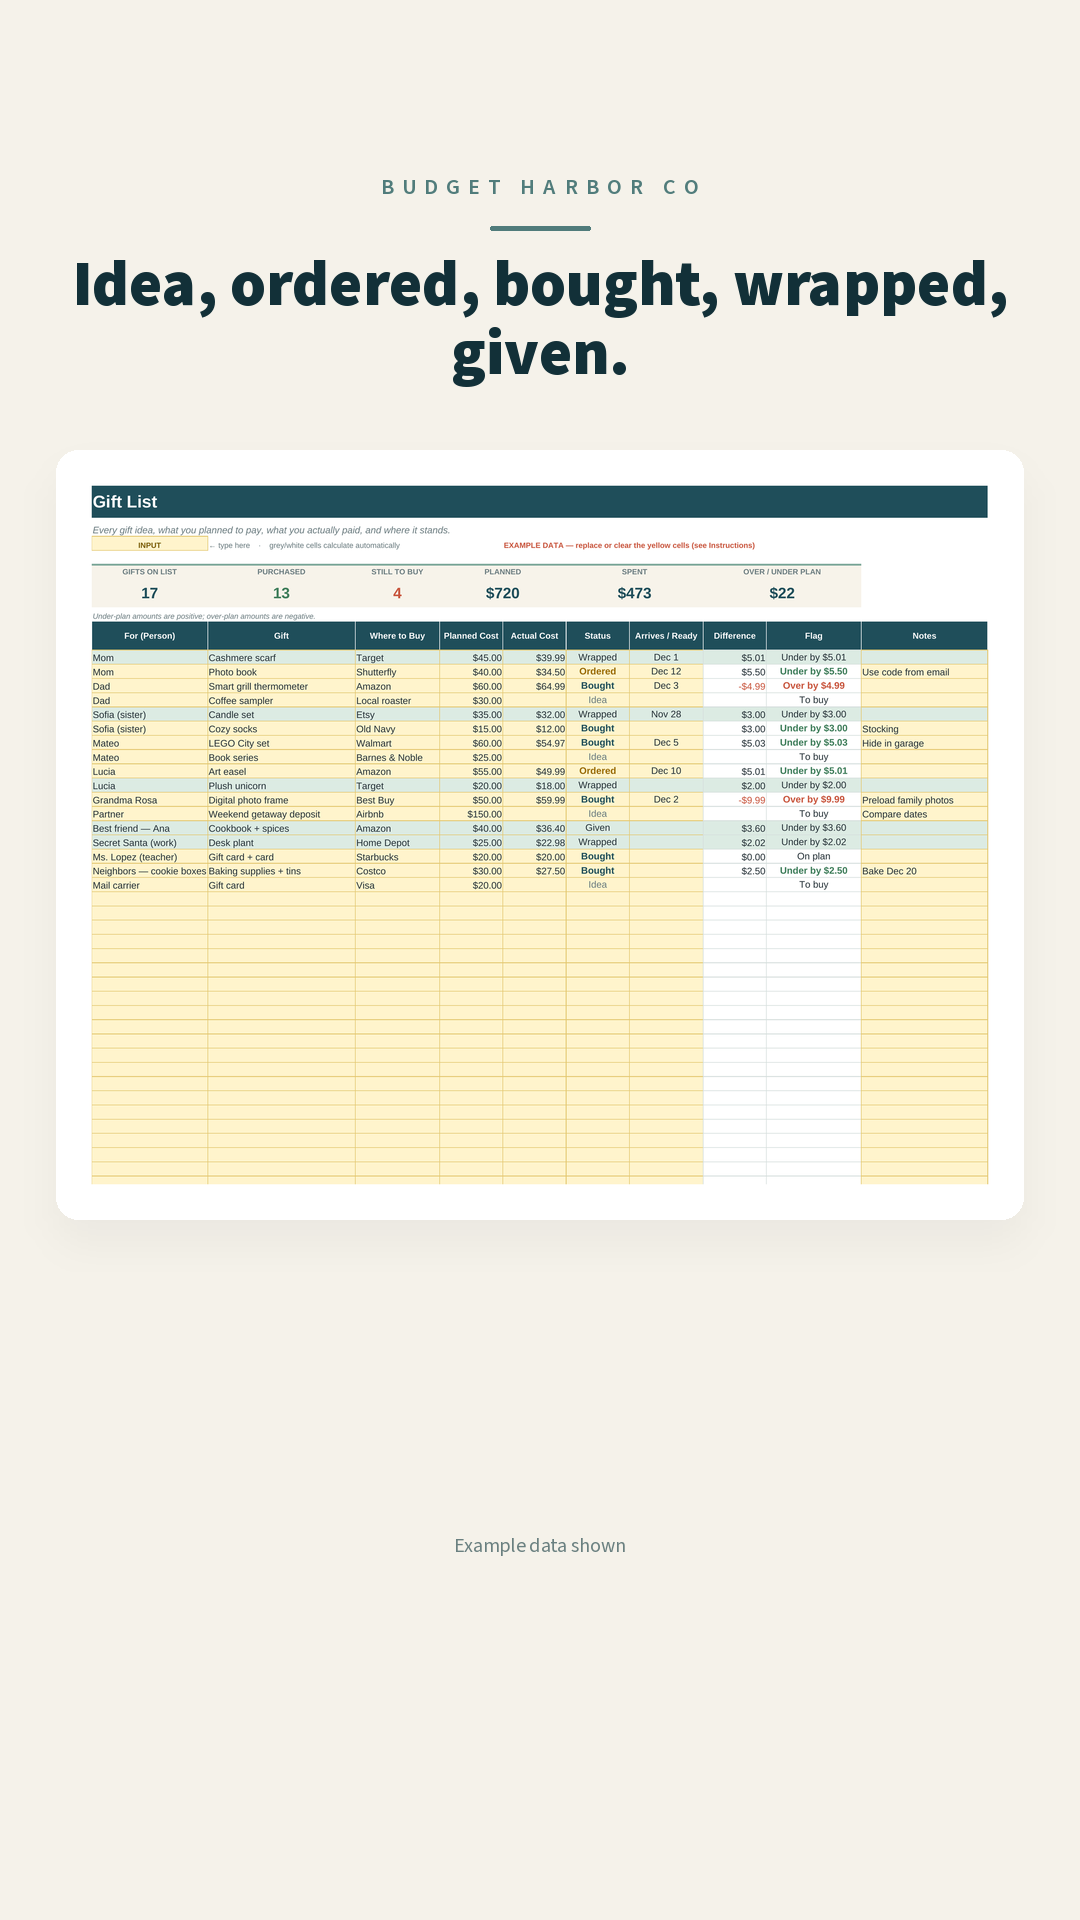 BUDGET HARBOR CO
Idea, ordered, bought, wrapped,
given.
Gift List
Every gift idea, what you planned to pay, what you actually paid, and where it stands.
INPUT ← type here · grey/white cells calculate automatically EXAMPLE DATA — replace or clear the yellow cells (see Instructions)
GIFTS ON LIST PURCHASED STILL TO BUY PLANNED SPENT OVER / UNDER PLAN
17 13 4 $720 $473 $22
Under-plan amounts are positive; over-plan amounts are negative.
For (Person) Gift Where to Buy Planned Cost Actual Cost Status Arrives / Ready Difference Flag Notes
Mom Cashmere scarf Target $45.00 $39.99 Wrapped Dec 1 $5.01 Under by $5.01
Mom Photo book Shutterfly $40.00 $34.50 Ordered Dec 12 $5.50 Under by $5.50 Use code from email
Dad Smart grill thermometer Amazon $60.00 $64.99 Bought Dec 3 -$4.99 Over by $4.99
Dad Coffee sampler Local roaster $30.00 Idea To buy
Sofia (sister) Candle set Etsy $35.00 $32.00 Wrapped Nov 28 $3.00 Under by $3.00
Sofia (sister) Cozy socks Old Navy $15.00 $12.00 Bought $3.00 Under by $3.00 Stocking
Mateo LEGO City set Walmart $60.00 $54.97 Bought Dec 5 $5.03 Under by $5.03 Hide in garage
Mateo Book series Barnes & Noble $25.00 Idea To buy
Lucia Art easel Amazon $55.00 $49.99 Ordered Dec 10 $5.01 Under by $5.01
Lucia Plush unicorn Target $20.00 $18.00 Wrapped $2.00 Under by $2.00
Grandma Rosa Digital photo frame Best Buy $50.00 $59.99 Bought Dec 2 -$9.99 Over by $9.99 Preload family photos
Partner Weekend getaway deposit Airbnb $150.00 Idea To buy Compare dates
Best friend — Ana Cookbook + spices Amazon $40.00 $36.40 Given $3.60 Under by $3.60
Secret Santa (work) Desk plant Home Depot $25.00 $22.98 Wrapped $2.02 Under by $2.02
Ms. Lopez (teacher) Gift card + card Starbucks $20.00 $20.00 Bought $0.00 On plan
Neighbors — cookie boxes Baking supplies + tins Costco $30.00 $27.50 Bought $2.50 Under by $2.50 Bake Dec 20
Mail carrier Gift card Visa $20.00 Idea To buy
Example data shown